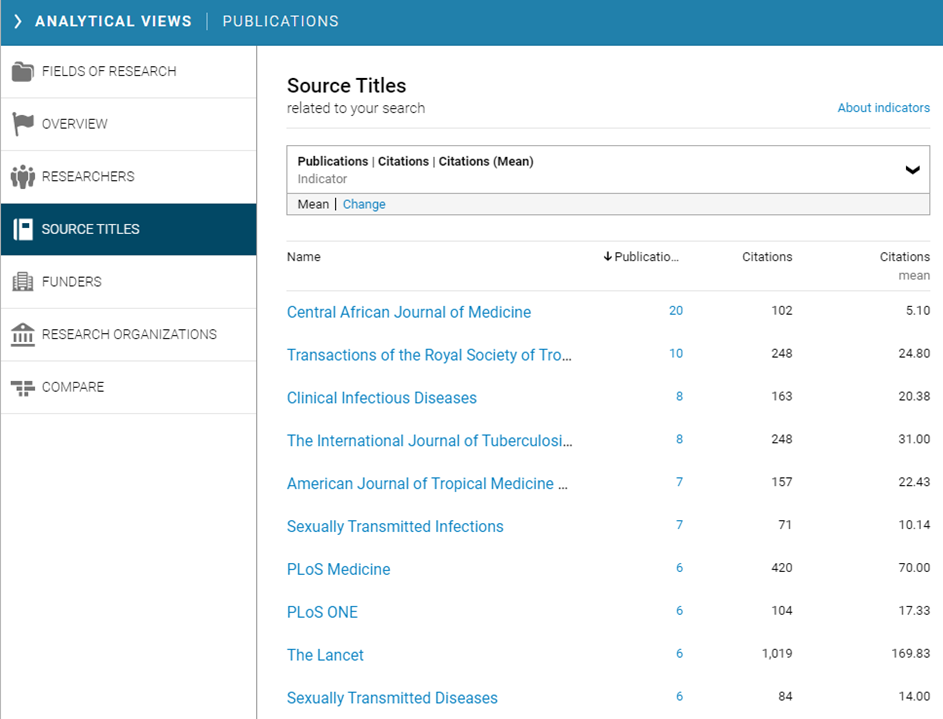 ANALYTICAL VIEWS | PUBLICATIONS
FIELDS OF RESEARCH
OVERVIEW
RESEARCHERS
SOURCE TITLES
FUNDERS
RESEARCH ORGANIZATIONS
COMPARE
Source Titles
related to your search
About indicators
Publications | Citations | Citations (Mean)
Indicator
Mean | Change
Name ↓ Publicatio... Citations Citations
mean
Central African Journal of Medicine 20 102 5.10
Transactions of the Royal Society of Tro... 10 248 24.80
Clinical Infectious Diseases 8 163 20.38
The International Journal of Tuberculosi... 8 248 31.00
American Journal of Tropical Medicine ... 7 157 22.43
Sexually Transmitted Infections 7 71 10.14
PLoS Medicine 6 420 70.00
PLoS ONE 6 104 17.33
The Lancet 6 1,019 169.83
Sexually Transmitted Diseases 6 84 14.00